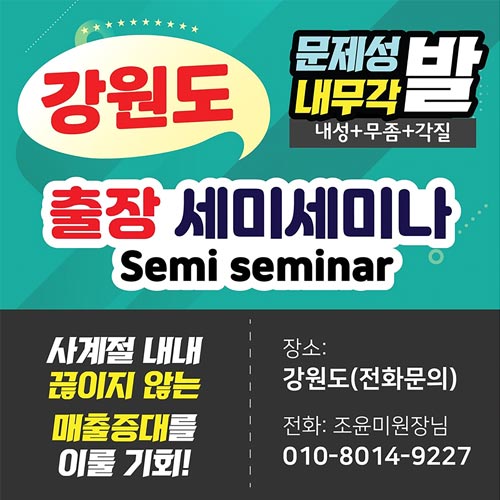 강원도
문제성
내무각
발
내성+무좀+각질
출장 세미세미나
Semi seminar
사계절 내내
끊이지 않는
매출증대를
이룰 기회!
장소:
강원도(전화문의)
전화: 조윤미원장님
010-8014-9227